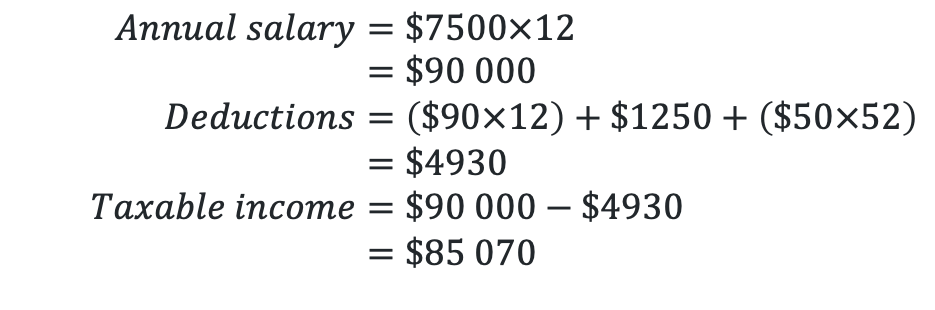 Annual salary = $7500×12
= $90 000
Deductions = ($90×12) + $1250 + ($50×52)
= $4930
Taxable income = $90 000 − $4930
= $85 070